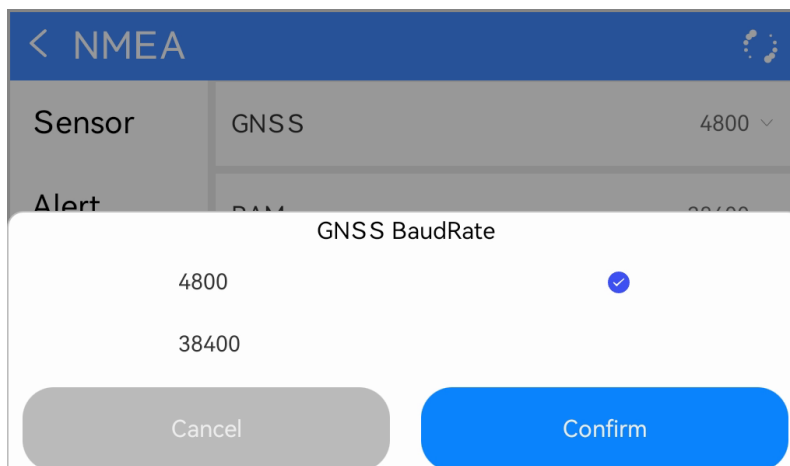 NMEA
Sensor
GNSS
4800
Alert
GNSS BaudRate
4800
38400
Cancel
Confirm